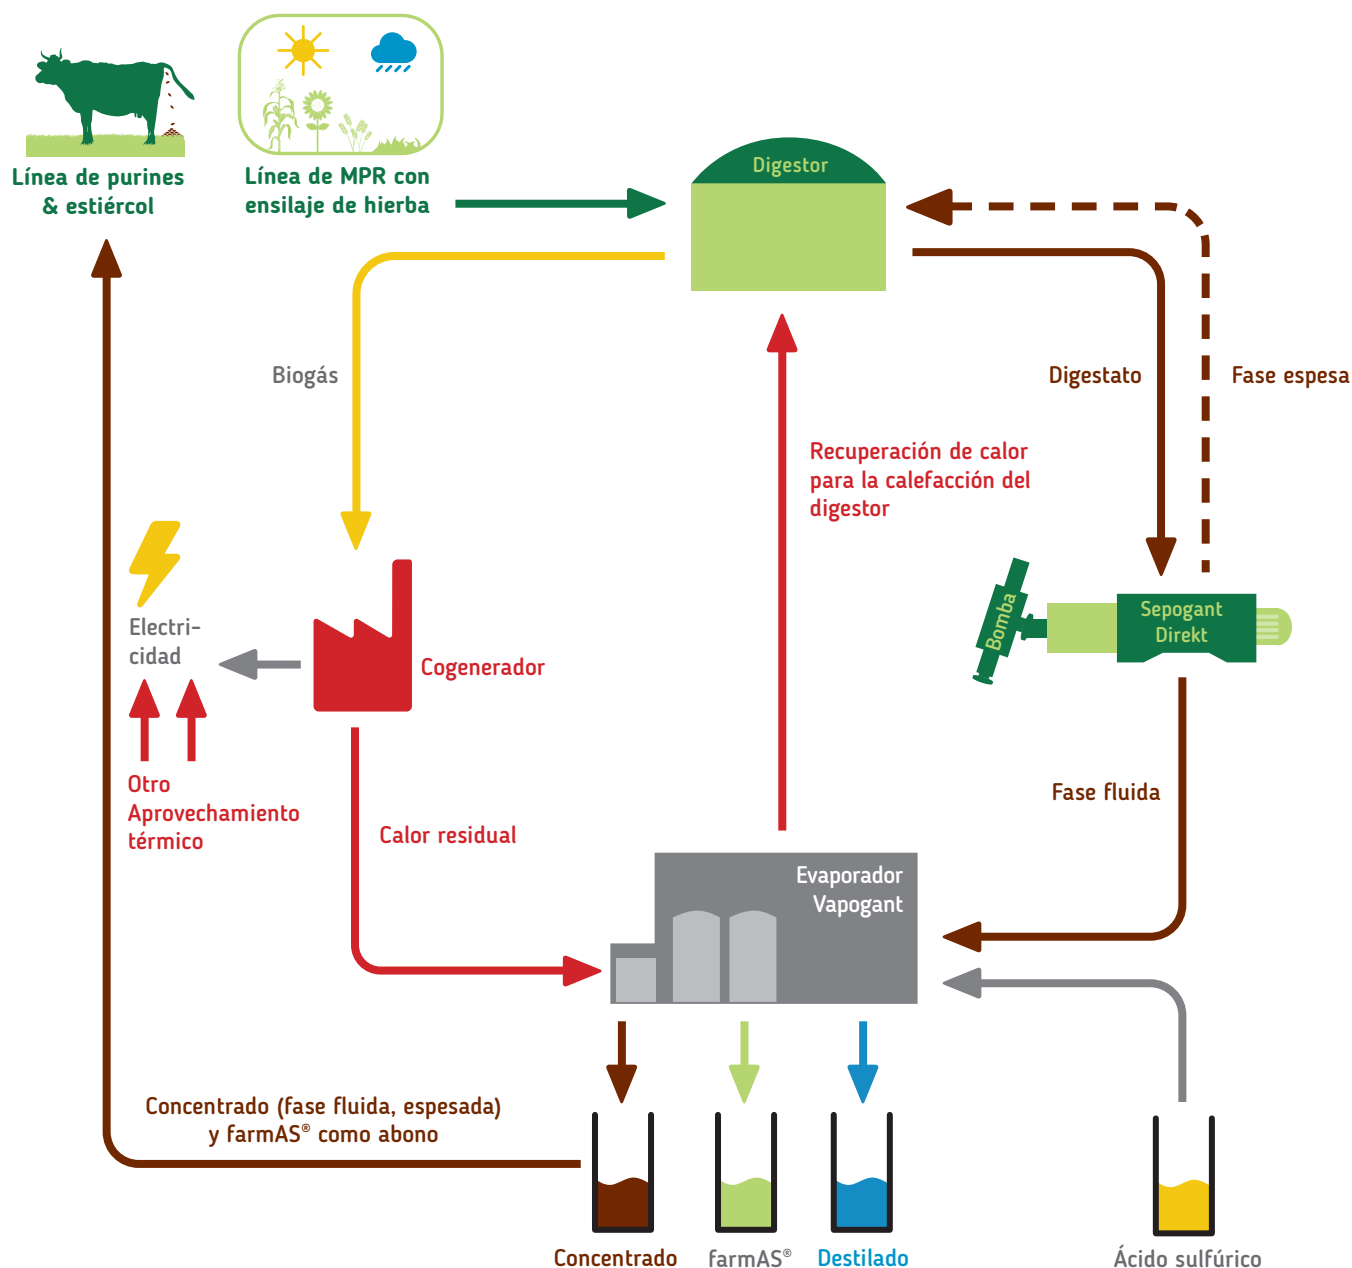 Línea de purines
& estiércol
Línea de MPR con
ensilaje de hierba
Digestor
Biogás
Digestato
Fase espesa
Recuperación de calor
para la calefacción del
digestor
Electri-
cidad
Cogenerador
Bomba
Sepogant
Direkt
Otro
Aprovechamiento
térmico
Calor residual
Fase fluida
Evaporador
Vapogant
Concentrado (fase fluida, espesada)
y farmAS® como abono
Concentrado
farmAS®
Destilado
Ácido sulfúrico